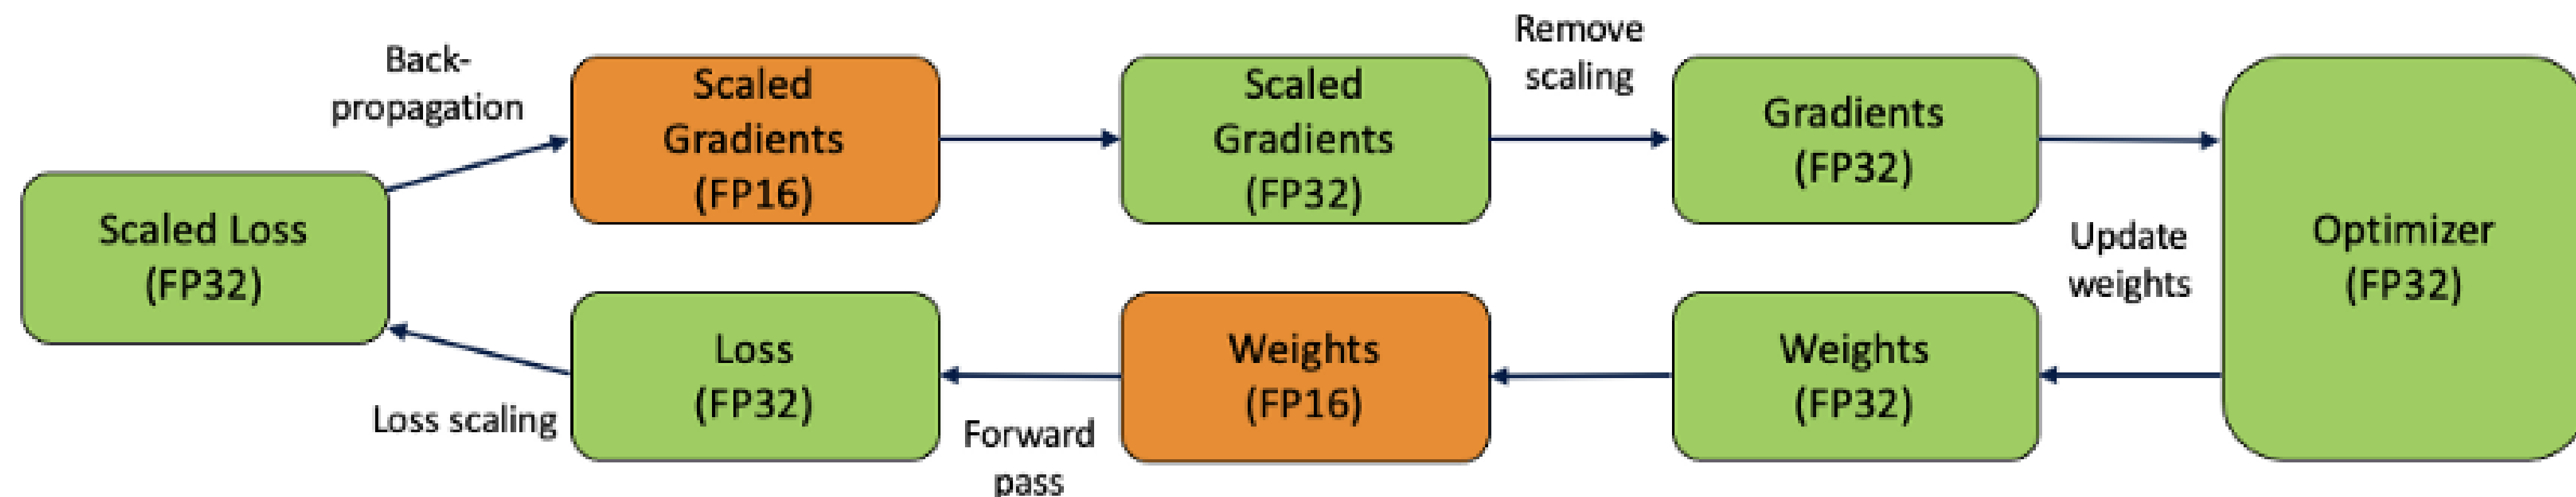 Back-
propagation
Scaled
Gradients
(FP16)
Scaled
Gradients
(FP32)
Remove
scaling
Gradients
(FP32)
Scaled Loss
(FP32)
Update
weights
Optimizer
(FP32)
Loss scaling
Loss
(FP32)
Forward
pass
Weights
(FP16)
Weights
(FP32)